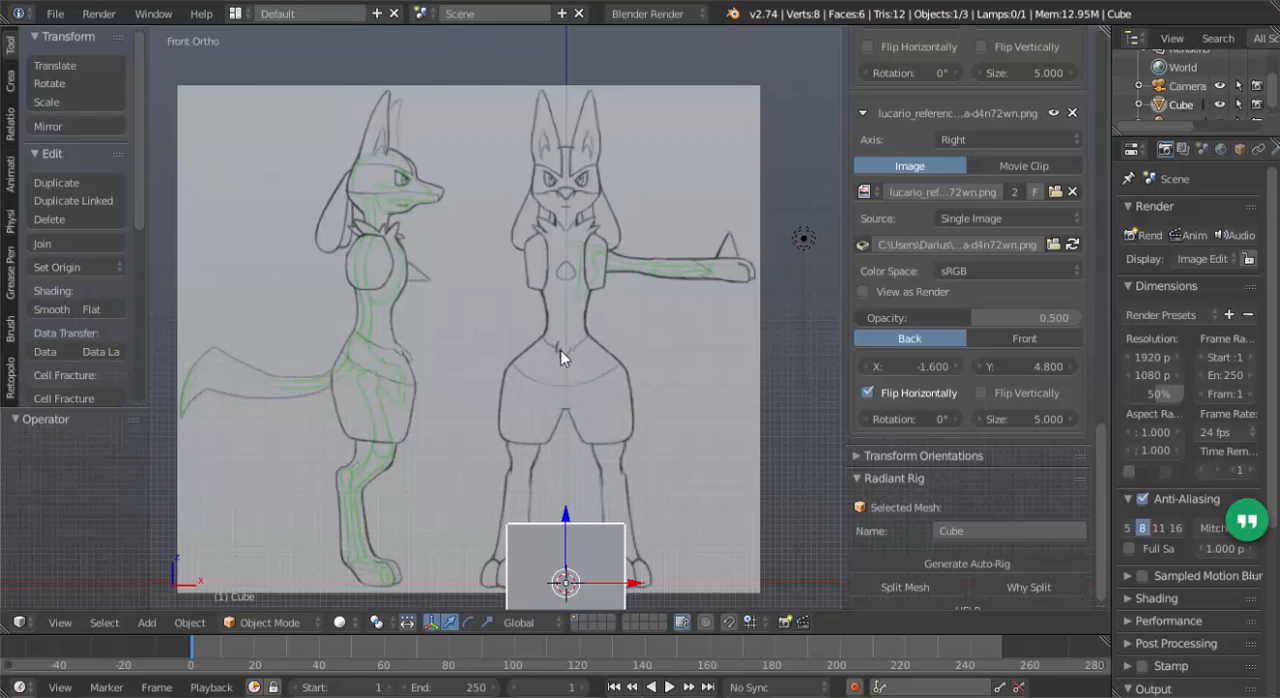 File Render Window Help Default Scene Blender Render v2.74 | Verts:8 | Faces:6 | Tris:12 | Objects:1/3 | Lamps:0/1 | Mem:12.95M | Cube
Tool
Crea
Relatio
Animati
Physi
Grease Pen
Brush
Retopolo
Transform
Translate
Rotate
Scale
Mirror
Edit
Duplicate
Duplicate Linked
Delete
Join
Set Origin
Shading:
Smooth Flat
Data Transfer:
Data Data La
Cell Fracture:
Cell Fracture
Operator
Front Ortho
z
x
(1) Cube
Flip Horizontally Flip Vertically
Rotation: 0° Size: 5.000
lucario_referenc...a-d4n72wn.png
Axis: Right
Image Movie Clip
lucario_ref...72wn.png 2 F
Source: Single Image
C:\Users\Darius\...a-d4n72wn.png
Color Space: sRGB
View as Render
Opacity: 0.500
Back Front
X: -1.600 Y: 4.800
Flip Horizontally Flip Vertically
Rotation: 0° Size: 5.000
Transform Orientations
Radiant Rig
Selected Mesh:
Name: Cube
Generate Auto-Rig
Split Mesh Why Split
View Search All Sc
World
Camera
Cube
Scene
Render
Rend Anim Audio
Display: Image Edit
Dimensions
Render Presets
Resolution: Frame Ra
1920 p Start :1
1080 p En: 250
50% Fram: 1
Aspect Ra... Frame Rate:
: 1.000 24 fps
: 1.000 Time Rem...
1
Anti-Aliasing
5 8 11 16 Mitch
Full Sa 1.000 p
Sampled Motion Blur
Shading
Performance
Post Processing
Stamp
Output
View Select Add Object Object Mode Global
-40 -20 0 20 40 60 80 100 120 140 160 180 200 220 240 260 280
View Marker Frame Playback Start: 1 End: 250 1 No Sync